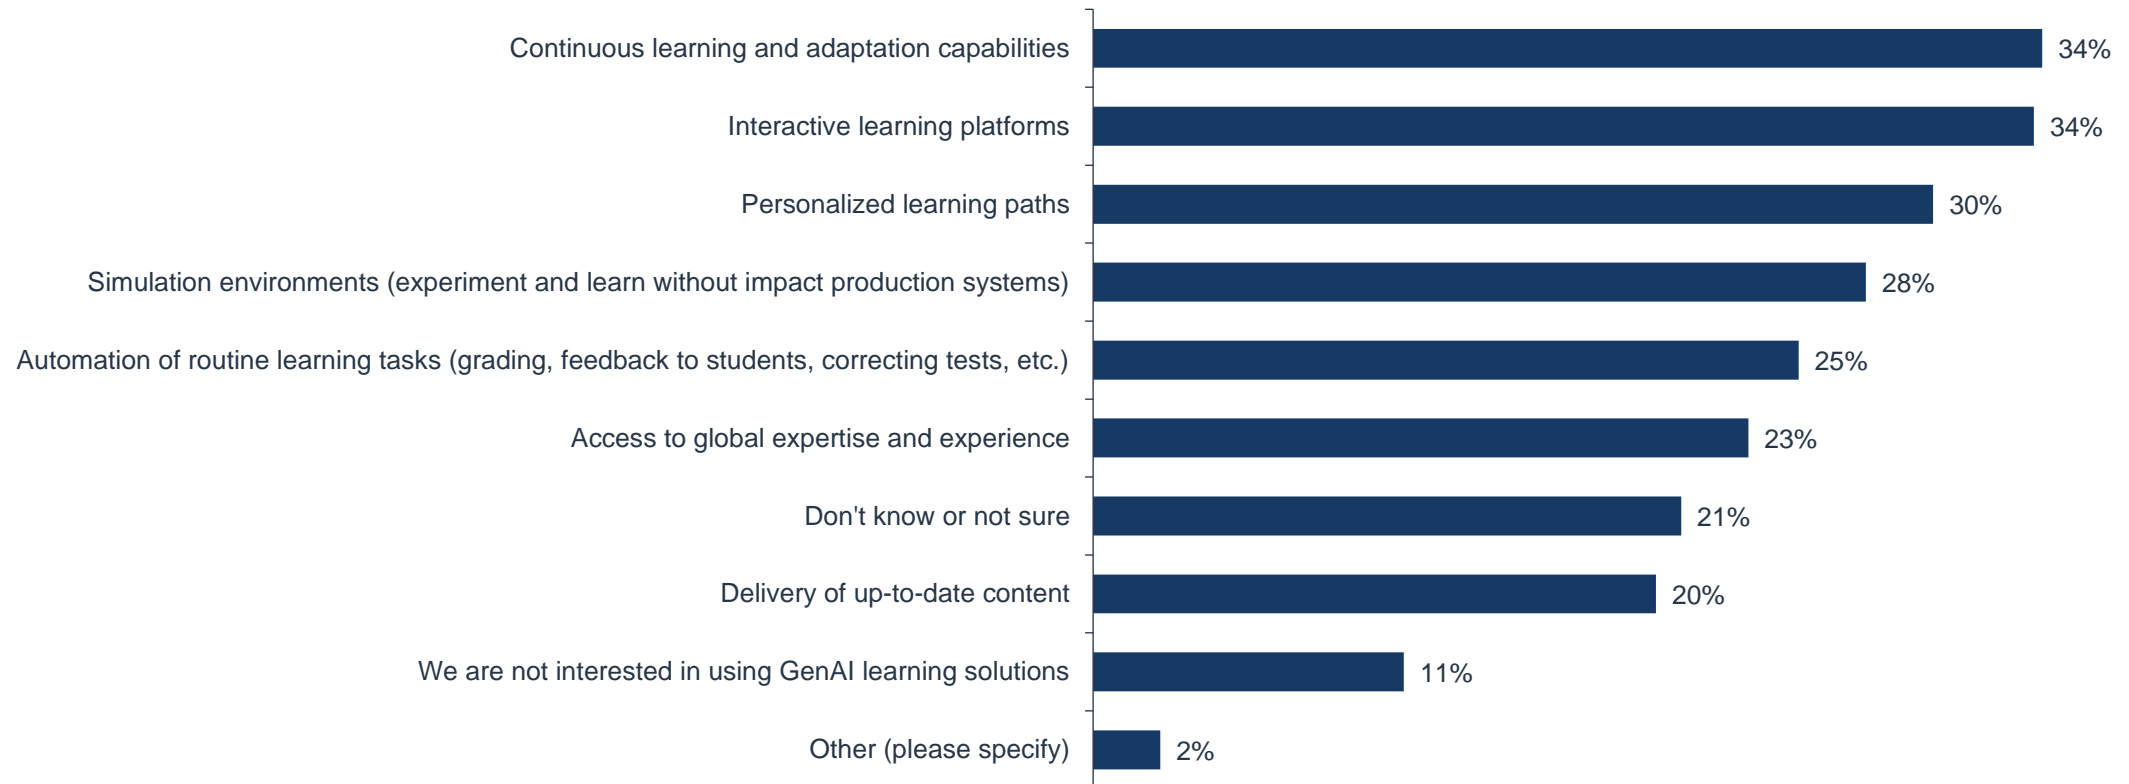 Continuous learning and adaptation capabilities 34%
Interactive learning platforms 34%
Personalized learning paths 30%
Simulation environments (experiment and learn without impact production systems) 28%
Automation of routine learning tasks (grading, feedback to students, correcting tests, etc.) 25%
Access to global expertise and experience 23%
Don't know or not sure 21%
Delivery of up-to-date content 20%
We are not interested in using GenAI learning solutions 11%
Other (please specify) 2%